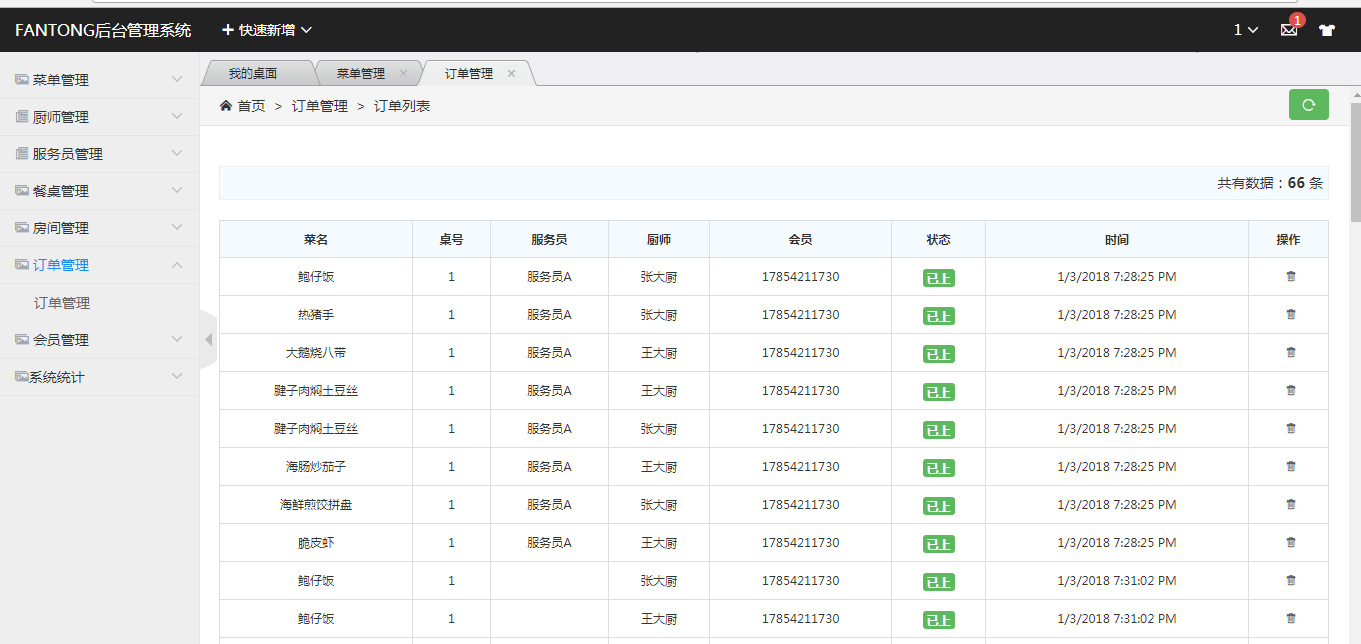 FANTONG后台管理系统 快速新增 1 1
菜单管理
厨师管理
服务员管理
餐桌管理
房间管理
订单管理
订单管理
会员管理
系统统计
我的桌面 菜单管理 订单管理
首页 > 订单管理 > 订单列表
共有数据：66 条
菜名 桌号 服务员 厨师 会员 状态 时间 操作
鲍仔饭 1 服务员A 张大厨 17854211730 已上 1/3/2018 7:28:25 PM
热猪手 1 服务员A 张大厨 17854211730 已上 1/3/2018 7:28:25 PM
大鹅烧八带 1 服务员A 王大厨 17854211730 已上 1/3/2018 7:28:25 PM
腱子肉焖土豆丝 1 服务员A 王大厨 17854211730 已上 1/3/2018 7:28:25 PM
腱子肉焖土豆丝 1 服务员A 张大厨 17854211730 已上 1/3/2018 7:28:25 PM
海肠炒茄子 1 服务员A 王大厨 17854211730 已上 1/3/2018 7:28:25 PM
海鲜煎饺拼盘 1 服务员A 张大厨 17854211730 已上 1/3/2018 7:28:25 PM
脆皮虾 1 服务员A 王大厨 17854211730 已上 1/3/2018 7:28:25 PM
鲍仔饭 1 张大厨 17854211730 已上 1/3/2018 7:31:02 PM
鲍仔饭 1 王大厨 17854211730 已上 1/3/2018 7:31:02 PM